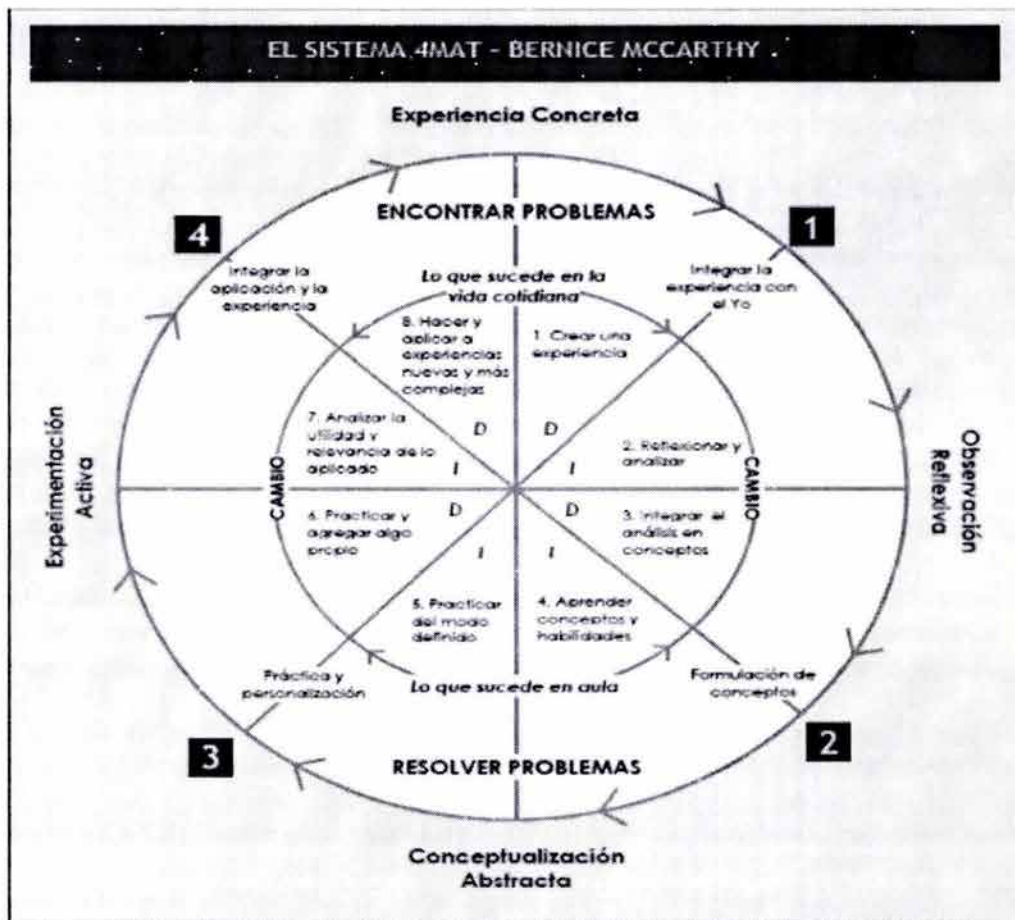 EL SISTEMA 4MAT - BERNICE MCCARTHY
Experiencia Concreta
ENCONTRAR PROBLEMAS
4
1
Integrar la
aplicación y la
experiencia
Lo que sucede en la
vida cotidiana
Integrar la
experiencia con
el Yo
8. Hacer y
aplicar a
experiencias
nuevas y más
complejas
1. Crear una
experiencia
7. Analizar la
utilidad y
relevancia de lo
aplicado
D
D
I
I
2. Reflexionar y
analizar
Experimentación
Activa
CAMBIO
CAMBIO
Observación
Reflexiva
6. Practicar y
agregar algo
propio
D
D
I
I
3. Integrar el
análisis en
conceptos
5. Practicar
del modo
definido
4. Aprender
conceptos y
habilidades
Práctica y
personalización
Lo que sucede en aula
Formulación de
conceptos
3
2
RESOLVER PROBLEMAS
Conceptualización
Abstracta